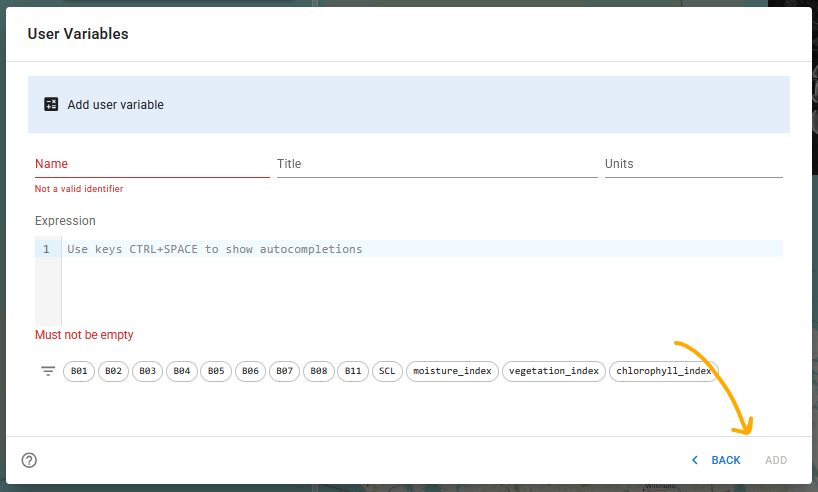 User Variables
Add user variable
Name Title Units
Not a valid identifier
Expression
1 Use keys CTRL+SPACE to show autocompletions
Must not be empty
B01 B02 B03 B04 B05 B06 B07 B08 B11 SCL moisture_index vegetation_index chlorophyll_index
BACK ADD